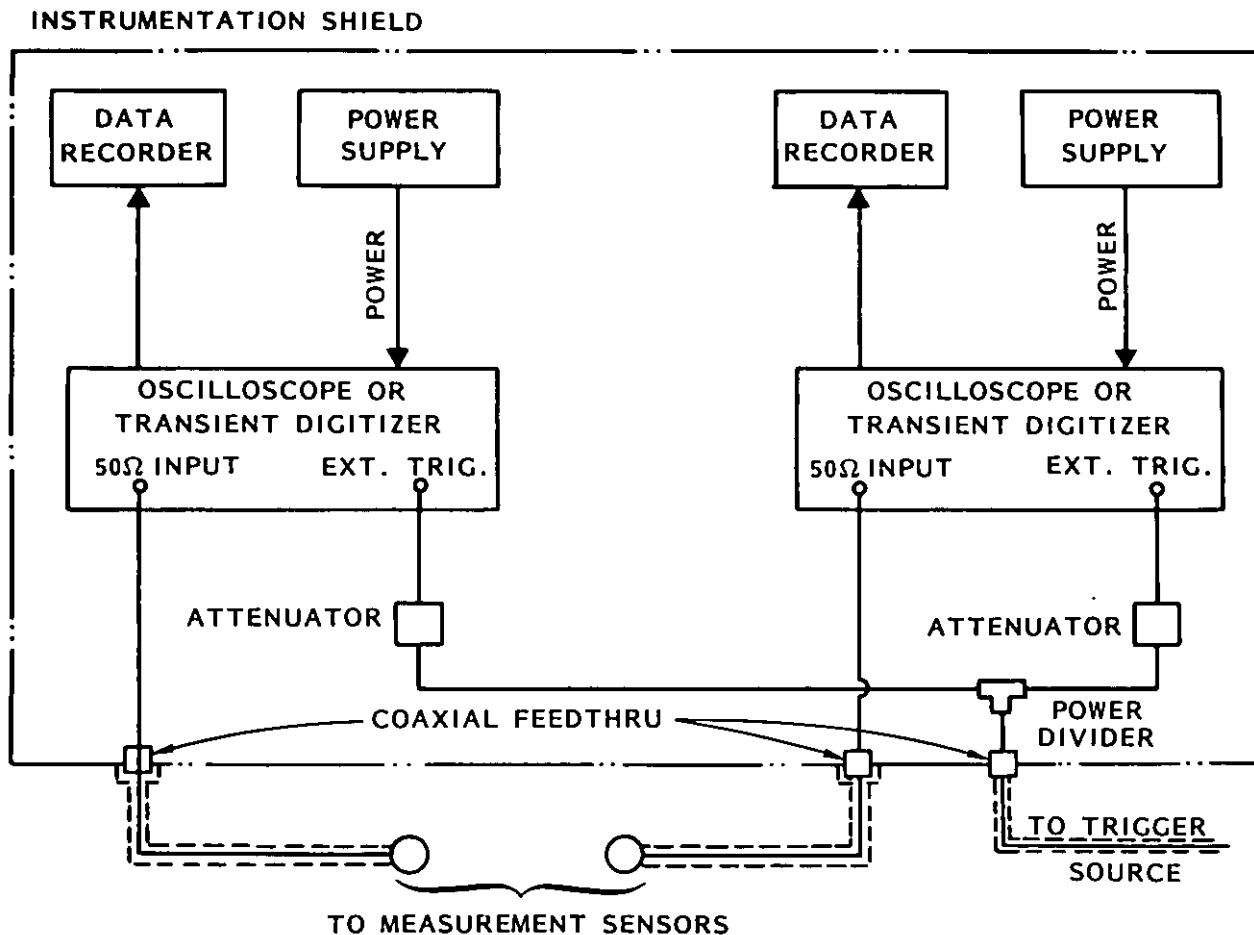 INSTRUMENTATION SHIELD
DATA
RECORDER
POWER
SUPPLY
DATA
RECORDER
POWER
SUPPLY
POWER
POWER
OSCILLOSCOPE OR
TRANSIENT DIGITIZER
50Ω INPUT
EXT. TRIG.
OSCILLOSCOPE OR
TRANSIENT DIGITIZER
50Ω INPUT
EXT. TRIG.
ATTENUATOR
ATTENUATOR
COAXIAL FEEDTHRU
POWER
DIVIDER
TO TRIGGER
SOURCE
TO MEASUREMENT SENSORS